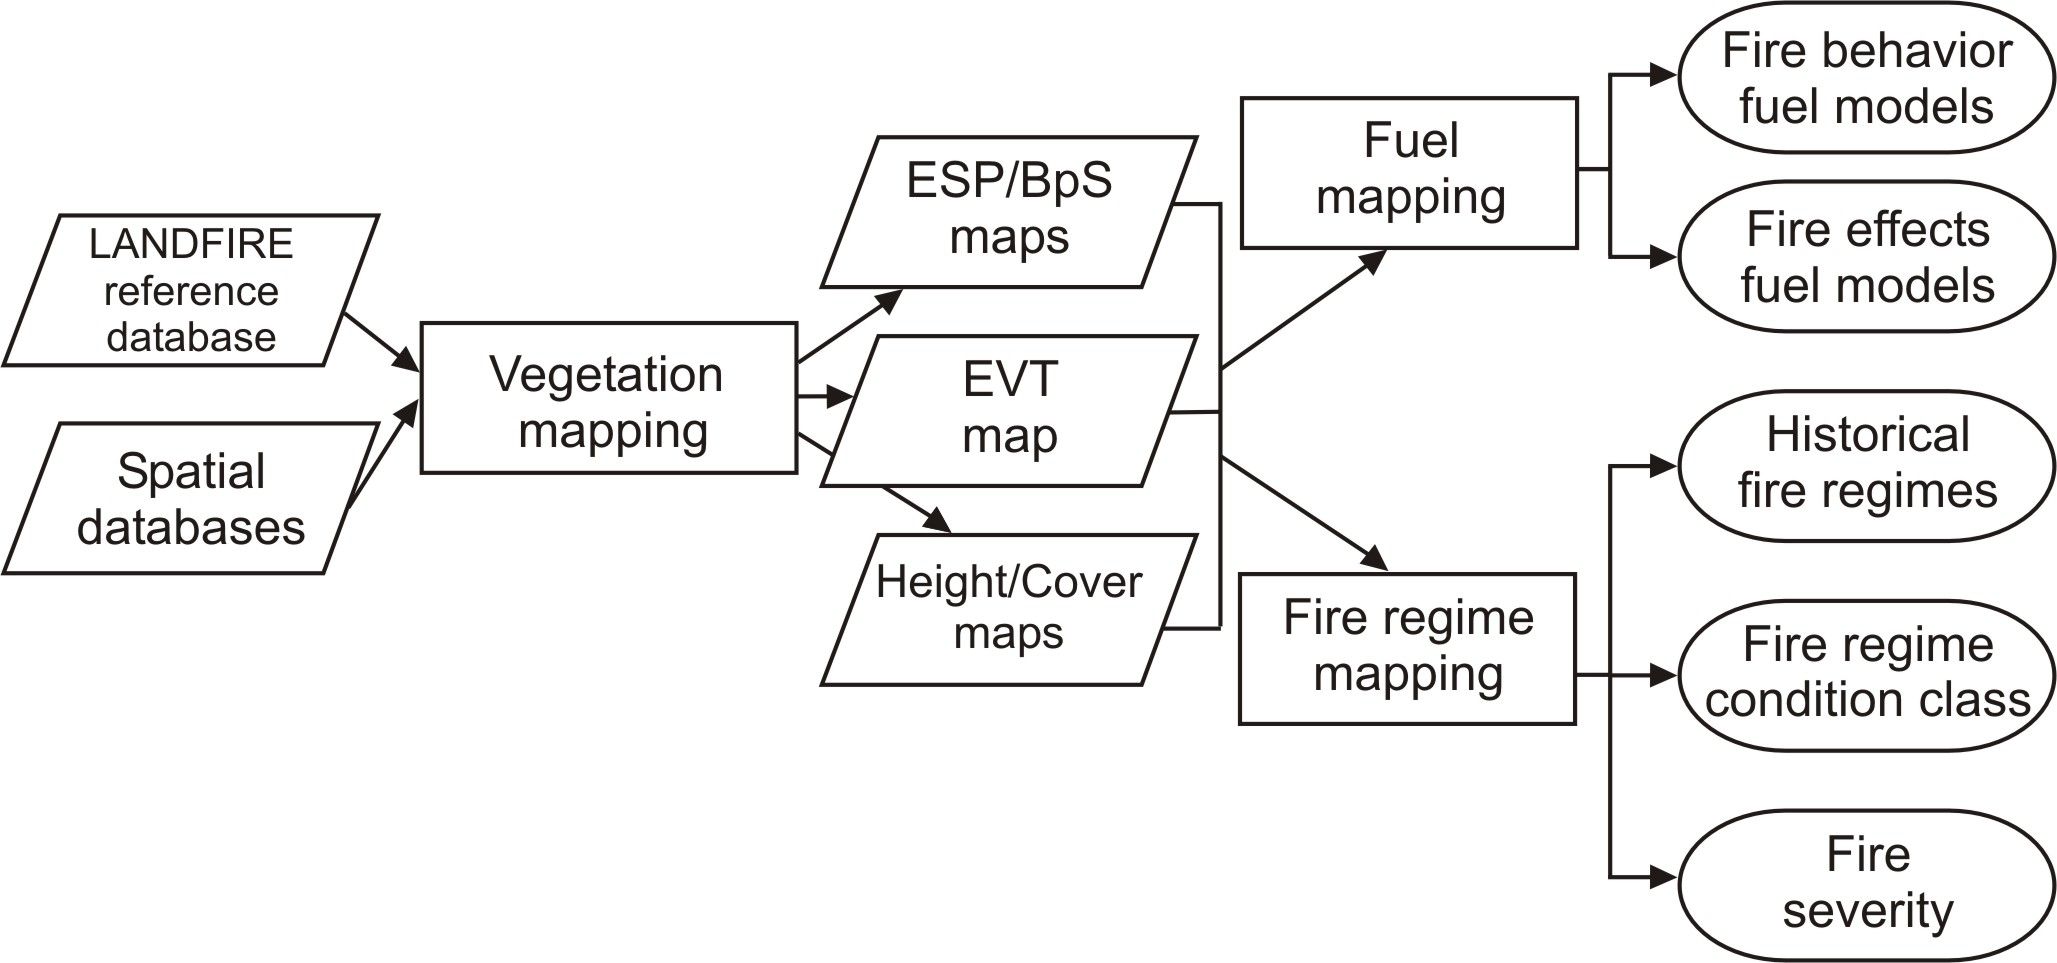 LANDFIRE
reference
database
Spatial
databases
Vegetation
mapping
ESP/BpS
maps
EVT
map
Height/Cover
maps
Fuel
mapping
Fire regime
mapping
Fire behavior
fuel models
Fire effects
fuel models
Historical
fire regimes
Fire regime
condition class
Fire
severity